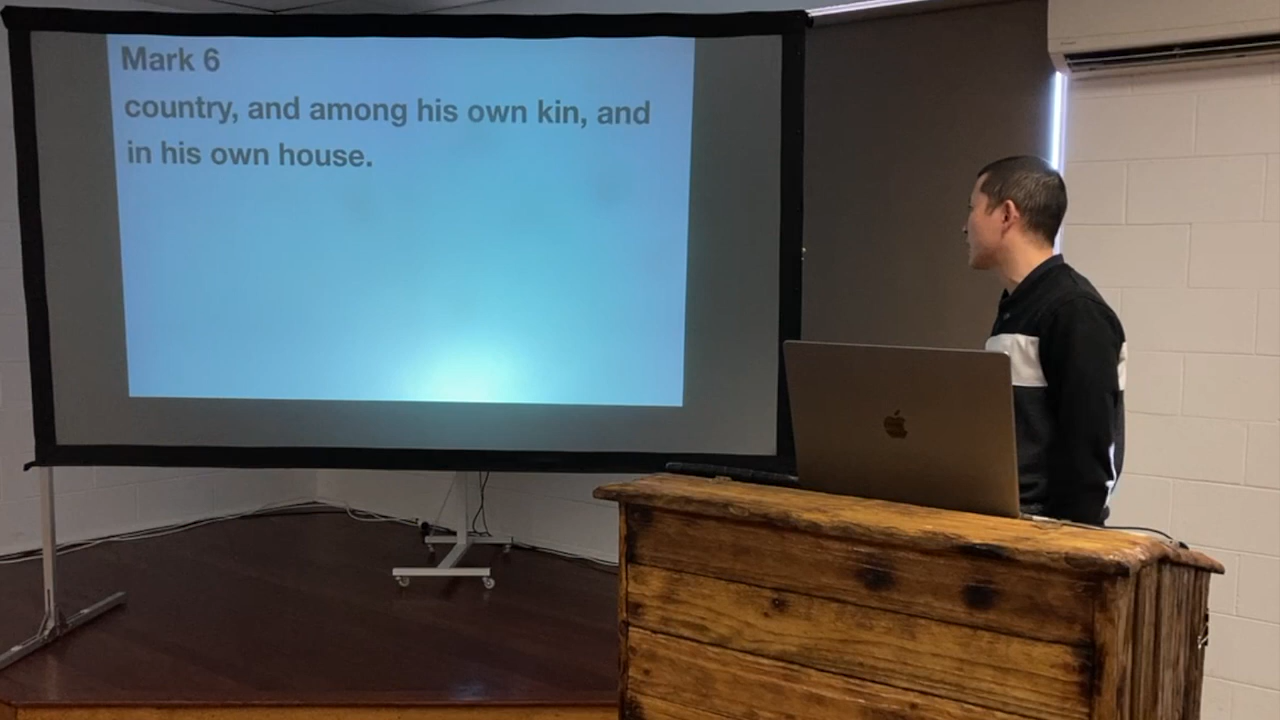 Mark 6
country, and among his own kin, and
in his own house.